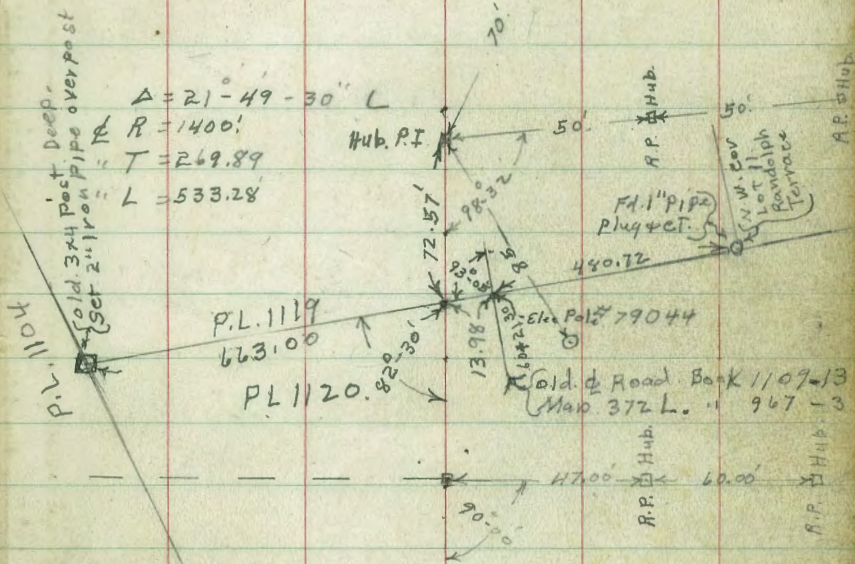 70.'
P.L. 1104
Old. 3x4 Post Deep.
Set 2" Iron pipe over post
Δ = 21°-49-30" L
₵ R = 1400.'
" T = 269.89
" L = 533.28'
Hub. P.I
50.'
R.P. Hub.
50.'
R.P. Hub
98°-32
72.57'
Fd. 1" Pipe
Plug & CT.
N.W. Cor
LOT 11
Randolph
Terrace
85
480.72
P.L. 1119
663.00
PL 1120.
82°-30'
13.98
Elec Pole # 79044
Old. ₵ Road. Book 1109-13
Map 372 L. " 967-3
47.00'
R.P. Hub.
60.00'
R.P. Hub
90°-00'